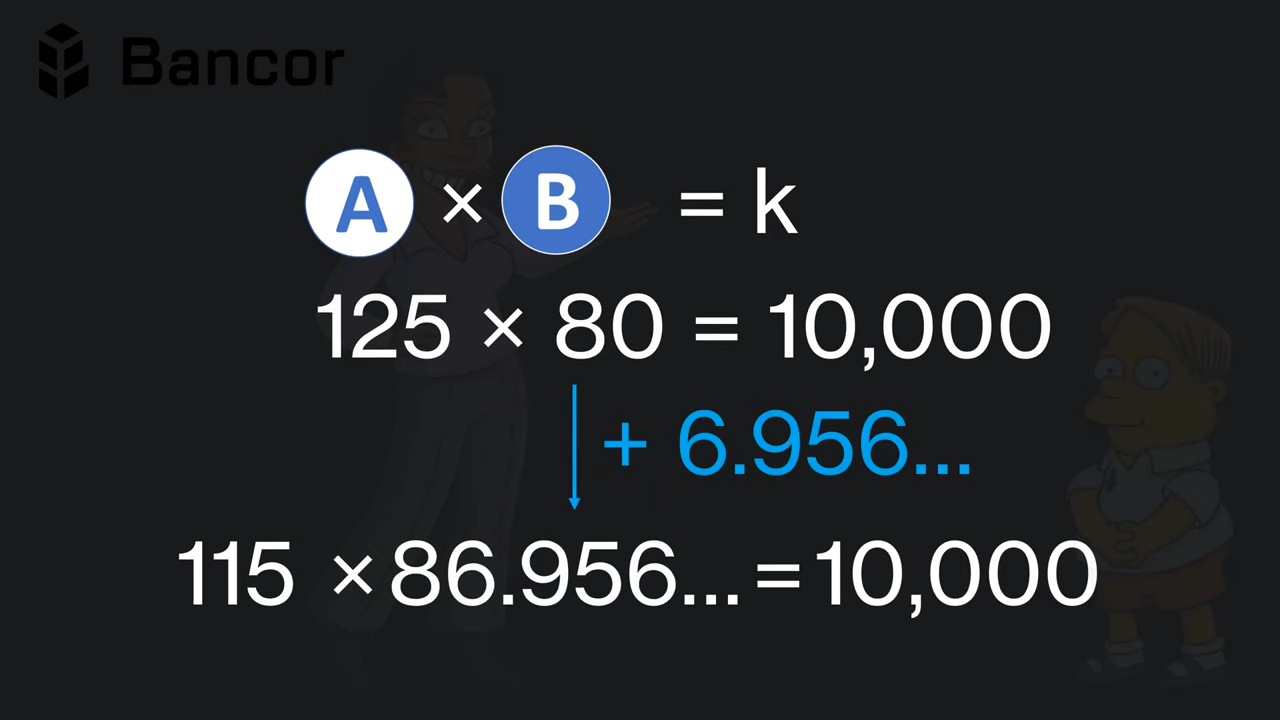 Bancor
A × B = k
125 × 80 = 10,000
+ 6.956...
115 × 86.956... = 10,000